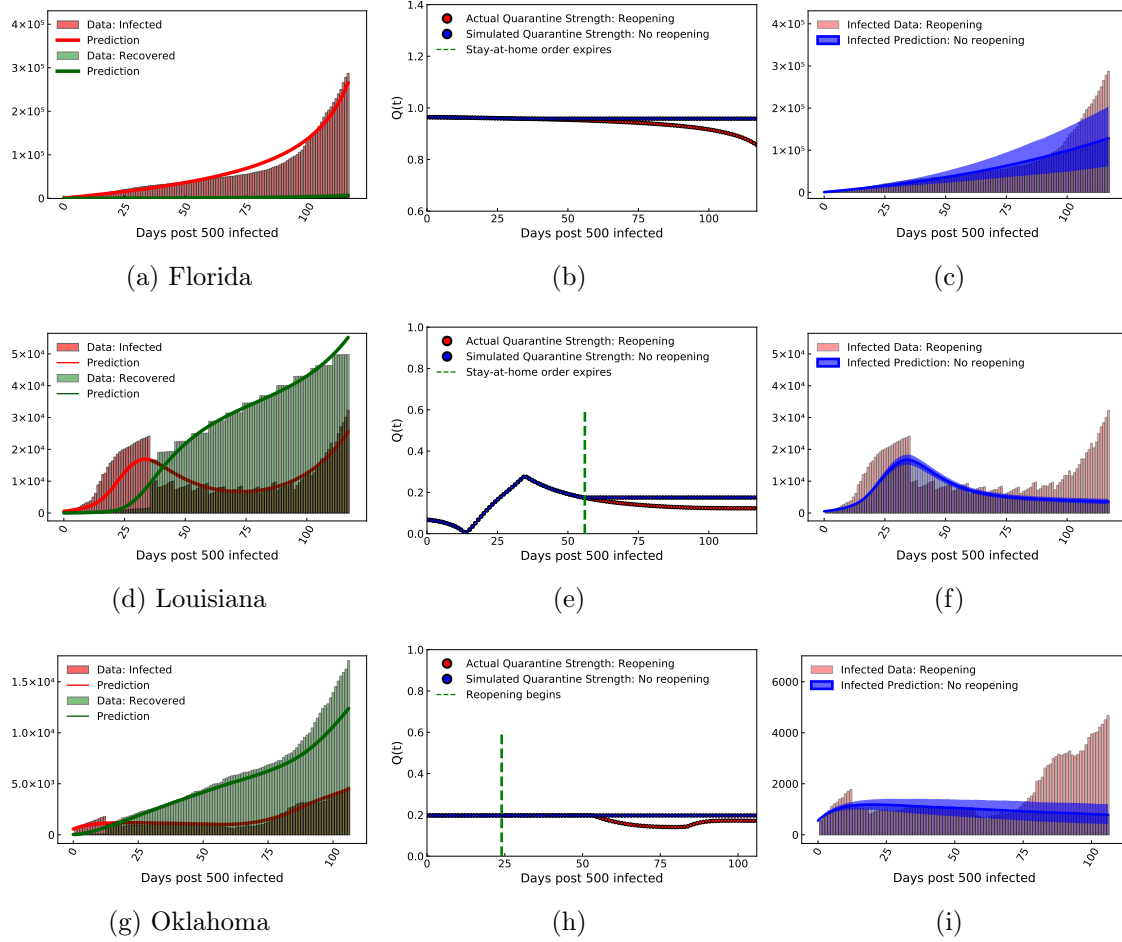 Data: Infected
Prediction
Data: Recovered
Prediction
4×10⁵
3×10⁵
2×10⁵
1×10⁵
0
0
25
50
75
100
Days post 500 infected
(a) Florida
Actual Quarantine Strength: Reopening
Simulated Quarantine Strength: No reopening
Stay-at-home order expires
Q(t)
1.4
1.2
1.0
0.8
0.6
0
25
50
75
100
Days post 500 infected
(b)
Infected Data: Reopening
Infected Prediction: No reopening
4×10⁵
3×10⁵
2×10⁵
1×10⁵
0
0
25
50
75
100
Days post 500 infected
(c)
Data: Infected
Prediction
Data: Recovered
Prediction
5×10⁴
4×10⁴
3×10⁴
2×10⁴
1×10⁴
0
0
25
50
75
100
Days post 500 infected
(d) Louisiana
Actual Quarantine Strength: Reopening
Simulated Quarantine Strength: No reopening
Stay-at-home order expires
Q(t)
1.0
0.8
0.6
0.4
0.2
0.0
0
25
50
75
100
Days post 500 infected
(e)
Infected Data: Reopening
Infected Prediction: No reopening
5×10⁴
4×10⁴
3×10⁴
2×10⁴
1×10⁴
0
0
25
50
75
100
Days post 500 infected
(f)
Data: Infected
Prediction
Data: Recovered
Prediction
1.5×10⁴
1.0×10⁴
5.0×10³
0
0
25
50
75
100
Days post 500 infected
(g) Oklahoma
Actual Quarantine Strength: Reopening
Simulated Quarantine Strength: No reopening
Reopening begins
Q(t)
1.0
0.8
0.6
0.4
0.2
0.0
0
25
50
75
100
Days post 500 infected
(h)
Infected Data: Reopening
Infected Prediction: No reopening
6000
4000
2000
0
0
25
50
75
100
Days post 500 infected
(i)